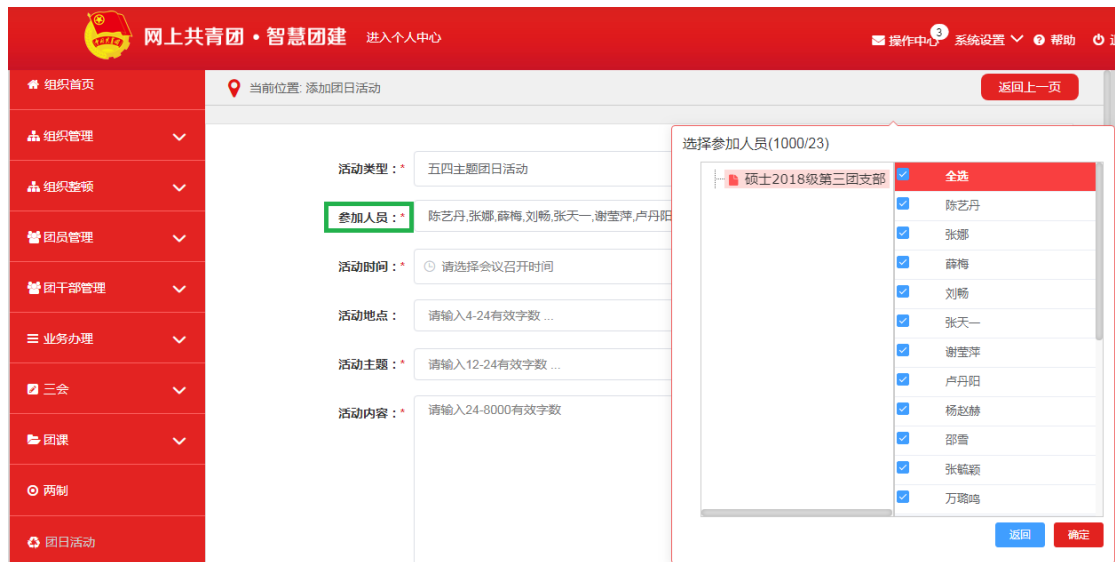 网上共青团·智慧团建 进入个人中心 操作中心 3 系统设置 帮助
组织首页
组织管理
组织整顿
团员管理
团干部管理
业务办理
三会
团课
两制
团日活动
当前位置: 添加团日活动 返回上一页
活动类型：* 五四主题团日活动
参加人员：* 陈艺丹,张娜,薛梅,刘畅,张天一,谢莹萍,卢丹阳
活动时间：* 请选择会议召开时间
活动地点： 请输入4-24有效字数 ...
活动主题：* 请输入12-24有效字数 ...
活动内容：* 请输入24-8000有效字数
选择参加人员(1000/23)
硕士2018级第三团支部
全选
陈艺丹
张娜
薛梅
刘畅
张天一
谢莹萍
卢丹阳
杨赵赫
邵雪
张毓颖
万璐鸣
返回 确定